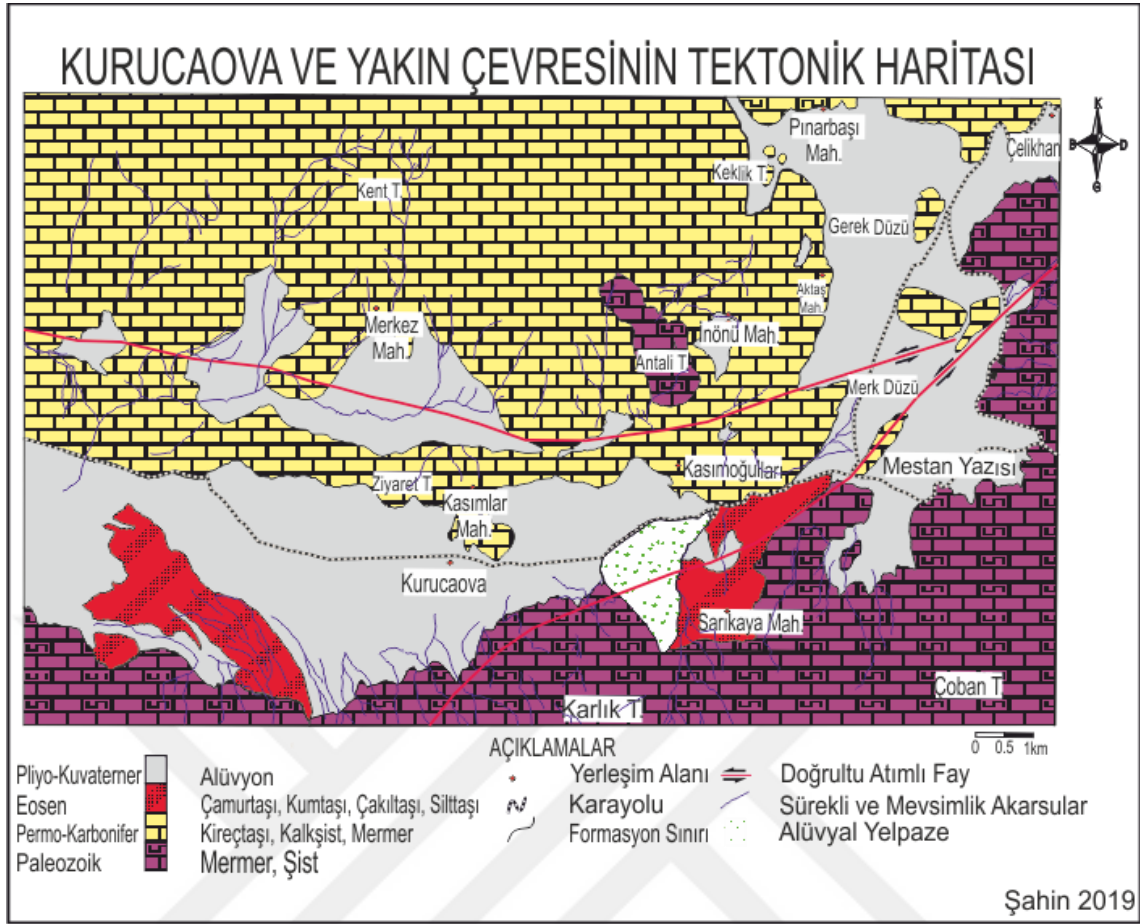 KURUCAOVA VE YAKIN ÇEVRESİNİN TEKTONİK HARİTASI
K
B D
G
Pınarbaşı
Mah.
Çelikhan
Keklik T.
Kent T.
Gerek Düzü
Aktaş
Mah.
Merkez
Mah.
İnönü Mah.
Antali T.
Merk Düzü
Kasımoğulları
Mestan Yazısı
Ziyaret T.
Kasımlar
Mah.
Kurucaova
Sarıkaya Mah.
Çoban T.
Karlık T.
0 0.5 1km
AÇIKLAMALAR
Pliyo-Kuvaterner Alüvyon Yerleşim Alanı Doğrultu Atımlı Fay
Eosen Çamurtaşı, Kumtaşı, Çakıltaşı, Silttaşı Karayolu Sürekli ve Mevsimlik Akarsular
Permo-Karbonifer Kireçtaşı, Kalkşist, Mermer Formasyon Sınırı Alüvyal Yelpaze
Paleozoik Mermer, Şist
Şahin 2019